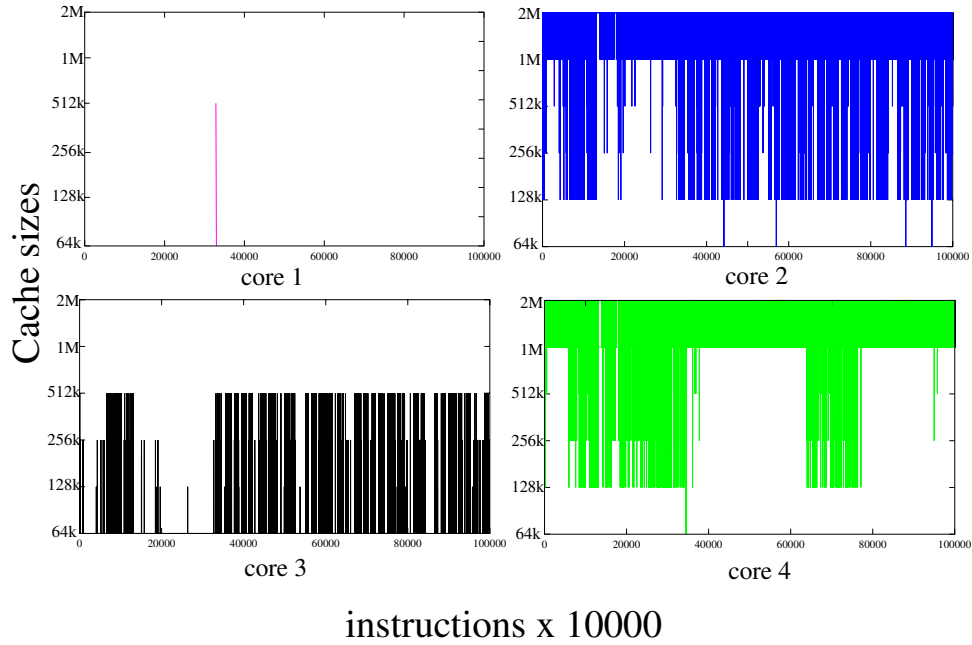 2M
1M
512k
256k
128k
64k
0 20000 40000 60000 80000 100000
core 1
2M
1M
512k
256k
128k
64k
0 20000 40000 60000 80000 100000
core 2
Cache sizes
2M
1M
512k
256k
128k
64k
0 20000 40000 60000 80000 100000
core 3
2M
1M
512k
256k
128k
64k
0 20000 40000 60000 80000 100000
core 4
instructions x 10000